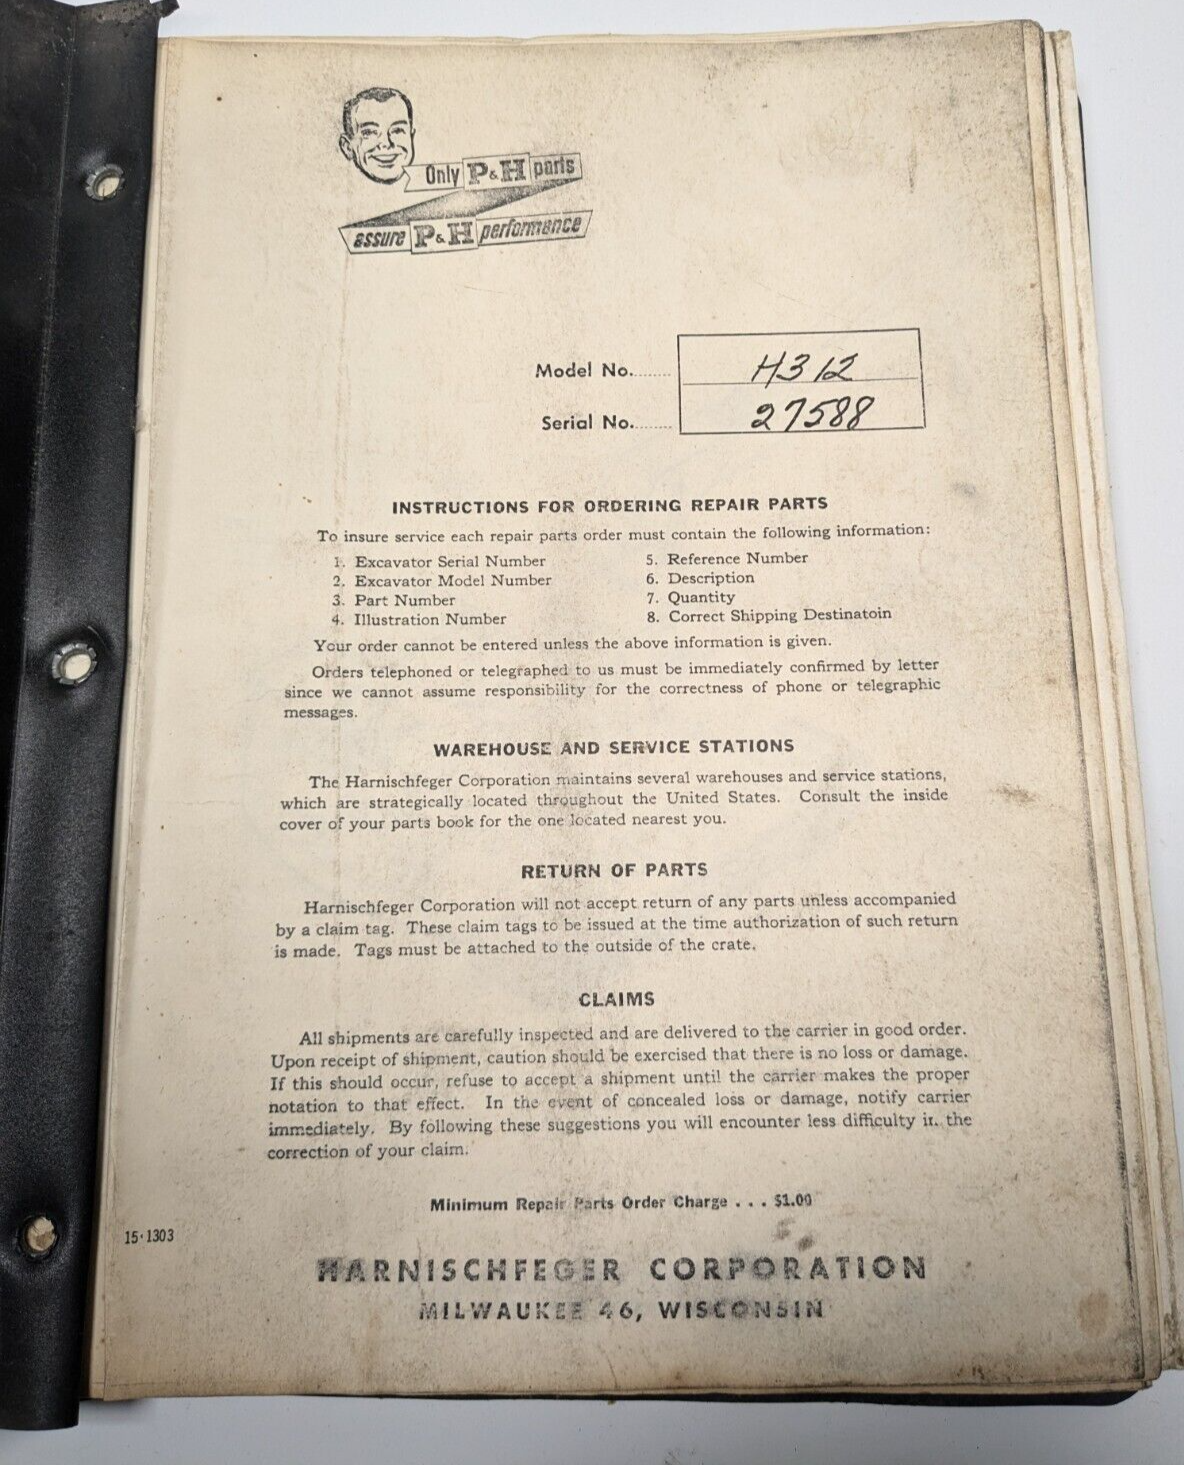 Only P&H parts
assure P&H performance
Model No........ H312
Serial No........ 27588
INSTRUCTIONS FOR ORDERING REPAIR PARTS
To insure service each repair parts order must contain the following information:
1. Excavator Serial Number
2. Excavator Model Number
3. Part Number
4. Illustration Number
5. Reference Number
6. Description
7. Quantity
8. Correct Shipping Destinatoin
Your order cannot be entered unless the above information is given.
Orders telephoned or telegraphed to us must be immediately confirmed by letter
since we cannot assume responsibility for the correctness of phone or telegraphic
messages.
WAREHOUSE AND SERVICE STATIONS
The Harnischfeger Corporation maintains several warehouses and service stations,
which are strategically located throughout the United States. Consult the inside
cover of your parts book for the one located nearest you.
RETURN OF PARTS
Harnischfeger Corporation will not accept return of any parts unless accompanied
by a claim tag. These claim tags to be issued at the time authorization of such return
is made. Tags must be attached to the outside of the crate.
CLAIMS
All shipments are carefully inspected and are delivered to the carrier in good order.
Upon receipt of shipment, caution should be exercised that there is no loss or damage.
If this should occur, refuse to accept a shipment until the carrier makes the proper
notation to that effect. In the event of concealed loss or damage, notify carrier
immediately. By following these suggestions you will encounter less difficulty in the
correction of your claim.
Minimum Repair Parts Order Charge . . . $1.00
15-1303
HARNISCHFEGER CORPORATION
MILWAUKEE 46, WISCONSIN